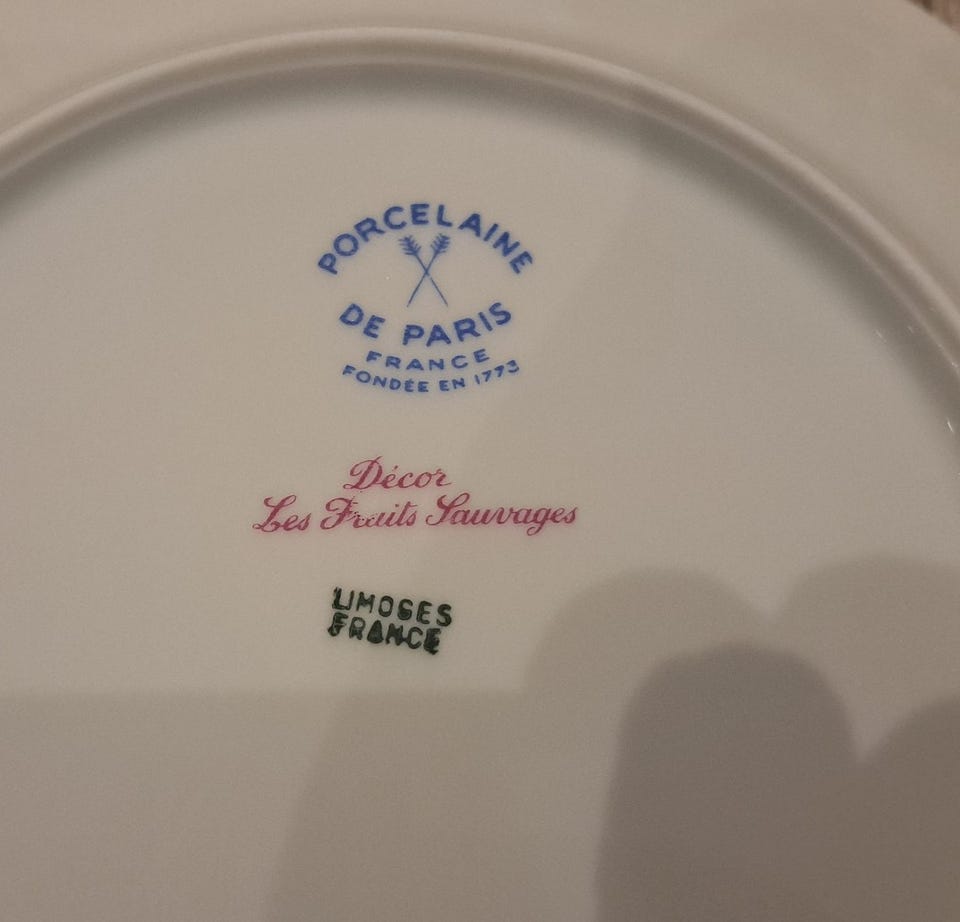 PORCELAINE
DE PARIS
FRANCE
FONDÉE EN 1773
Décor
Les Fruits Sauvages
LIMOGES
FRANCE